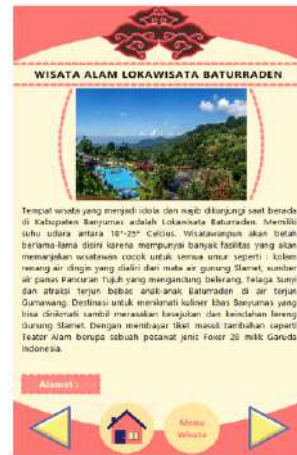 WISATA ALAM LOKAWISATA BATURRADEN
Tempat wisata yang menjadi idola dan wajib dikunjungi saat berada
di Kabupaten Banyumas adalah Lokawisata Baturraden. Memiliki
suhu udara antara 18°-25° Celcius. Wisatawanpun akan betah
berlama-lama disini karena mempunyai banyak fasilitas yang akan
memanjakan wisatawan cocok untuk semua umur seperti : kolam
renang air dingin yang dialiri dari mata air gunung Slamet, sumber
air panas Pancuran Tujuh yang mengandung belerang, Telaga Sunyi
dan atraksi terjun bebas anak-anak Baturraden di air terjun
Gumawang. Destinasi untuk menikmati kuliner khas Banyumas yang
bisa dinikmati sambil merasakan kesejukan dan keindahan lereng
Gunung Slamet. Dengan membayar tiket masuk tambahan seperti
Teater Alam berupa sebuah pesawat jenis Foxer 28 milik Garuda
Indonesia.
Alamat :
Menu
Wisata